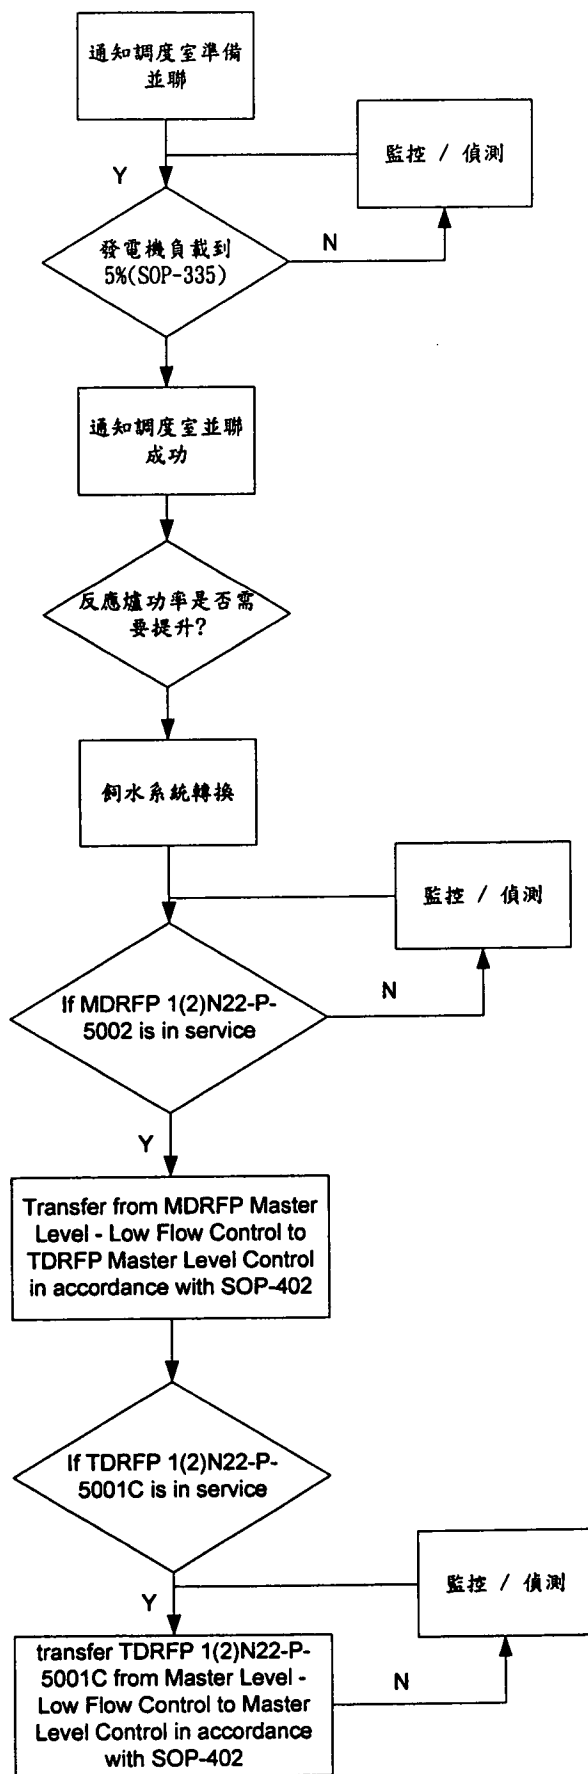 通知調度室準備
並聯
監控 / 偵測
Y
發電機負載到
5%(SOP-335)
N
通知調度室並聯
成功
反應爐功率是否需
要提升?
飼水系統轉換
監控 / 偵測
If MDRFP 1(2)N22-P-
5002 is in service
N
Y
Transfer from MDRFP Master
Level - Low Flow Control to
TDRFP Master Level Control
in accordance with SOP-402
If TDRFP 1(2)N22-P-
5001C is in service
監控 / 偵測
Y
transfer TDRFP 1(2)N22-P-
5001C from Master Level -
Low Flow Control to Master
Level Control in accordance
with SOP-402
N